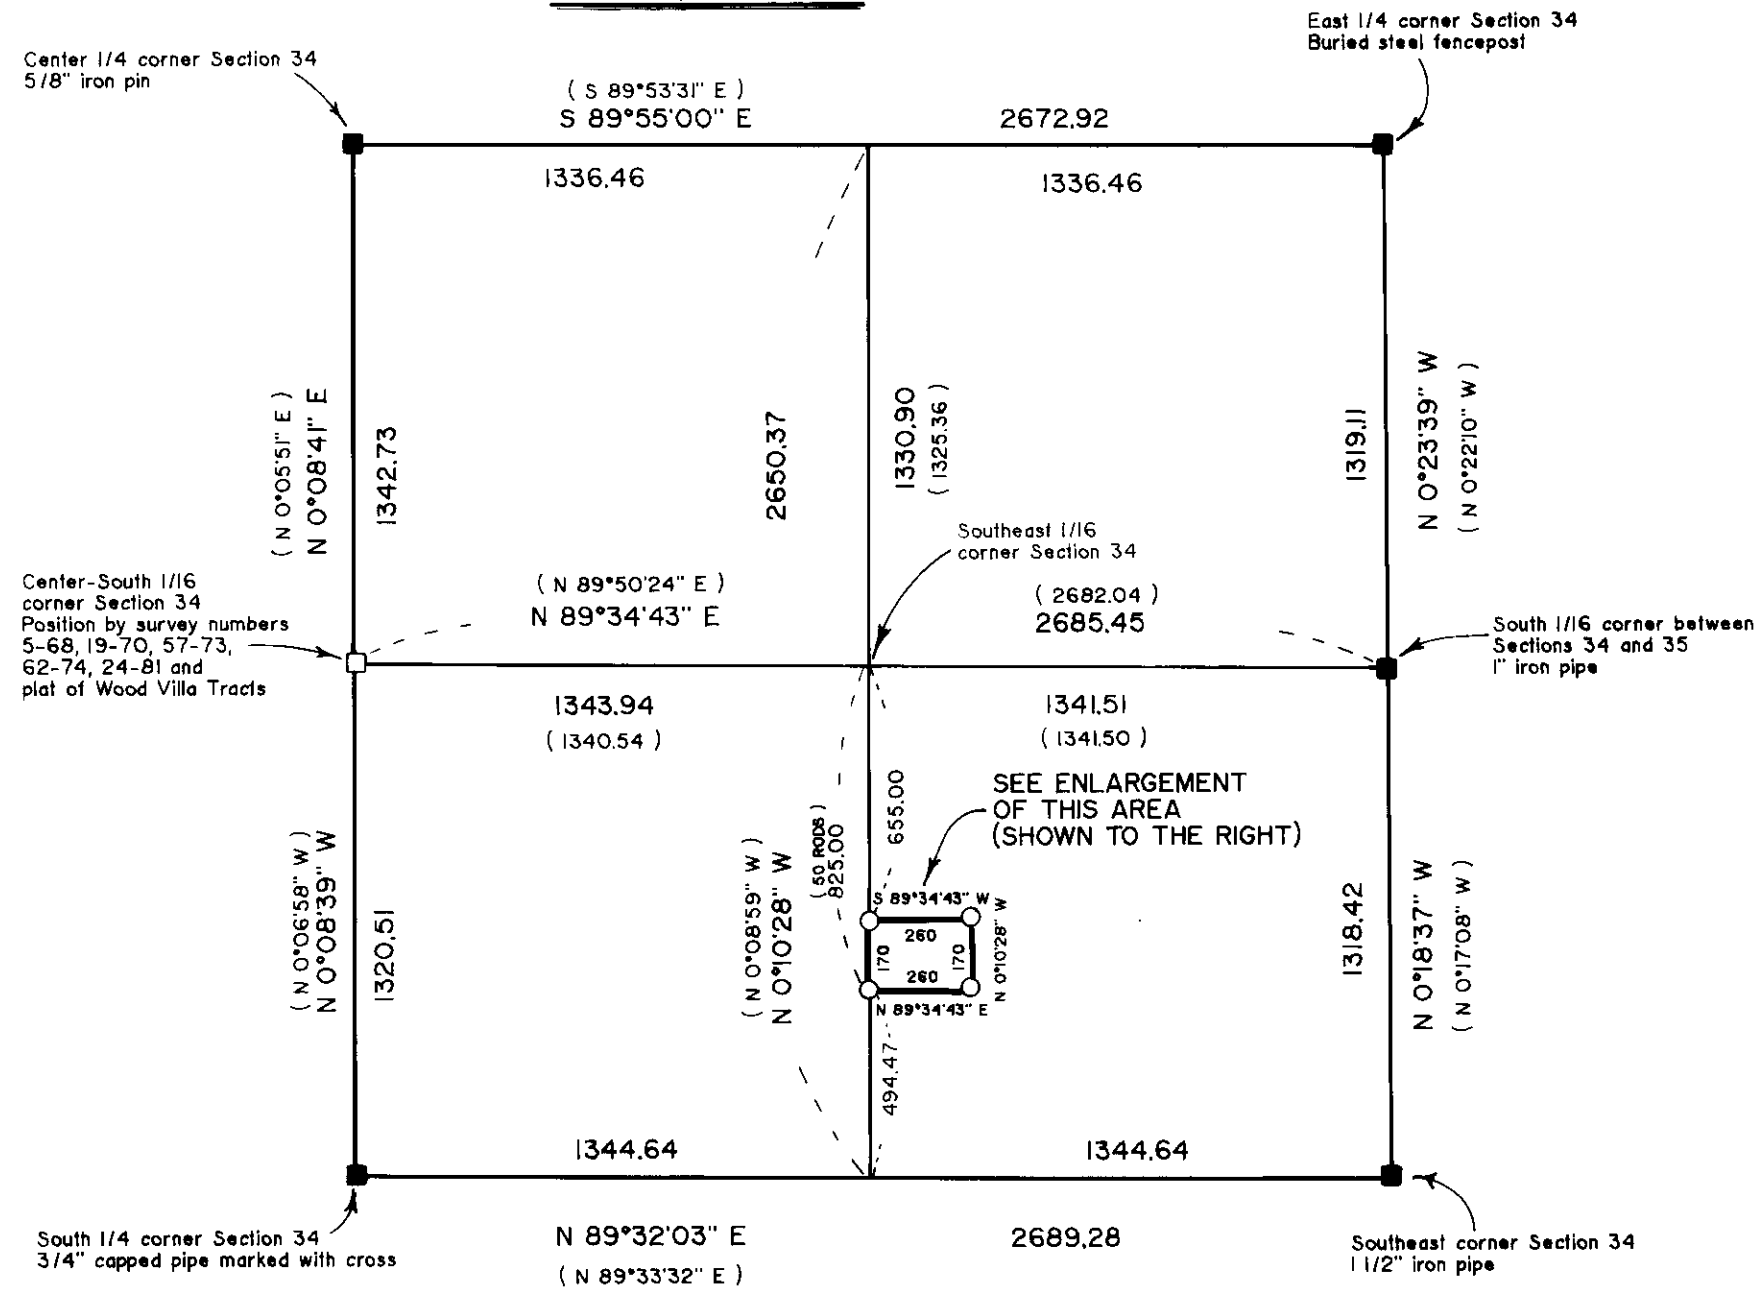 East 1/4 corner Section 34
Buried steel fencepost
Center 1/4 corner Section 34
5/8" iron pin
( S 89°53'31" E )
S 89°55'00" E
2672.92
1336.46
1336.46
( N 0°05'51" E )
N 0°08'41" E
1342.73
2650.37
1330.90
( 1325.36 )
1319.11
N 0°23'39" W
( N 0°22'10" W )
Southeast 1/16
corner Section 34
Center-South 1/16
corner Section 34
Position by survey numbers
5-68, 19-70, 57-73,
62-74, 24-81 and
plat of Wood Villa Tracts
( N 89°50'24" E )
N 89°34'43" E
( 2682.04 )
2685.45
South 1/16 corner between
Sections 34 and 35
1" iron pipe
1343.94
( 1340.54 )
1341.51
( 1341.50 )
SEE ENLARGEMENT
OF THIS AREA
(SHOWN TO THE RIGHT)
( N 0°06'58" W )
N 0°08'39" W
1320.51
( N 0°08'59" W )
N 0°10'28" W
( 50 RODS )
825.00
655.00
S 89°34'43" W
260
170
170
260
N 89°34'43" E
N 0°10'28" W
494.47
1318.42
N 0°18'37" W
( N 0°17'08" W )
1344.64
1344.64
South 1/4 corner Section 34
3/4" capped pipe marked with cross
N 89°32'03" E
( N 89°33'32" E )
2689.28
Southeast corner Section 34
1 1/2" iron pipe